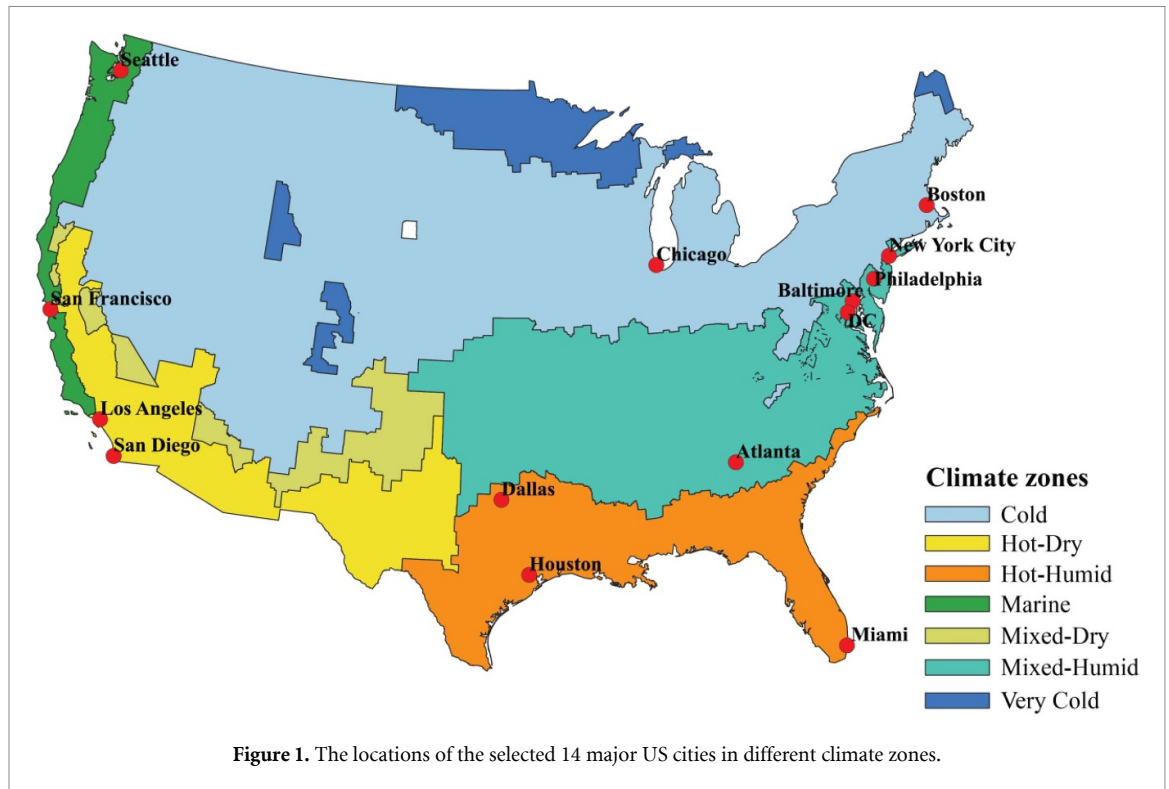 Seattle
Boston
New York City
Chicago
Philadelphia
Baltimore
San Francisco
DC
Los Angeles
San Diego
Atlanta
Dallas
Houston
Miami
Climate zones
Cold
Hot-Dry
Hot-Humid
Marine
Mixed-Dry
Mixed-Humid
Very Cold
Figure 1. The locations of the selected 14 major US cities in different climate zones.